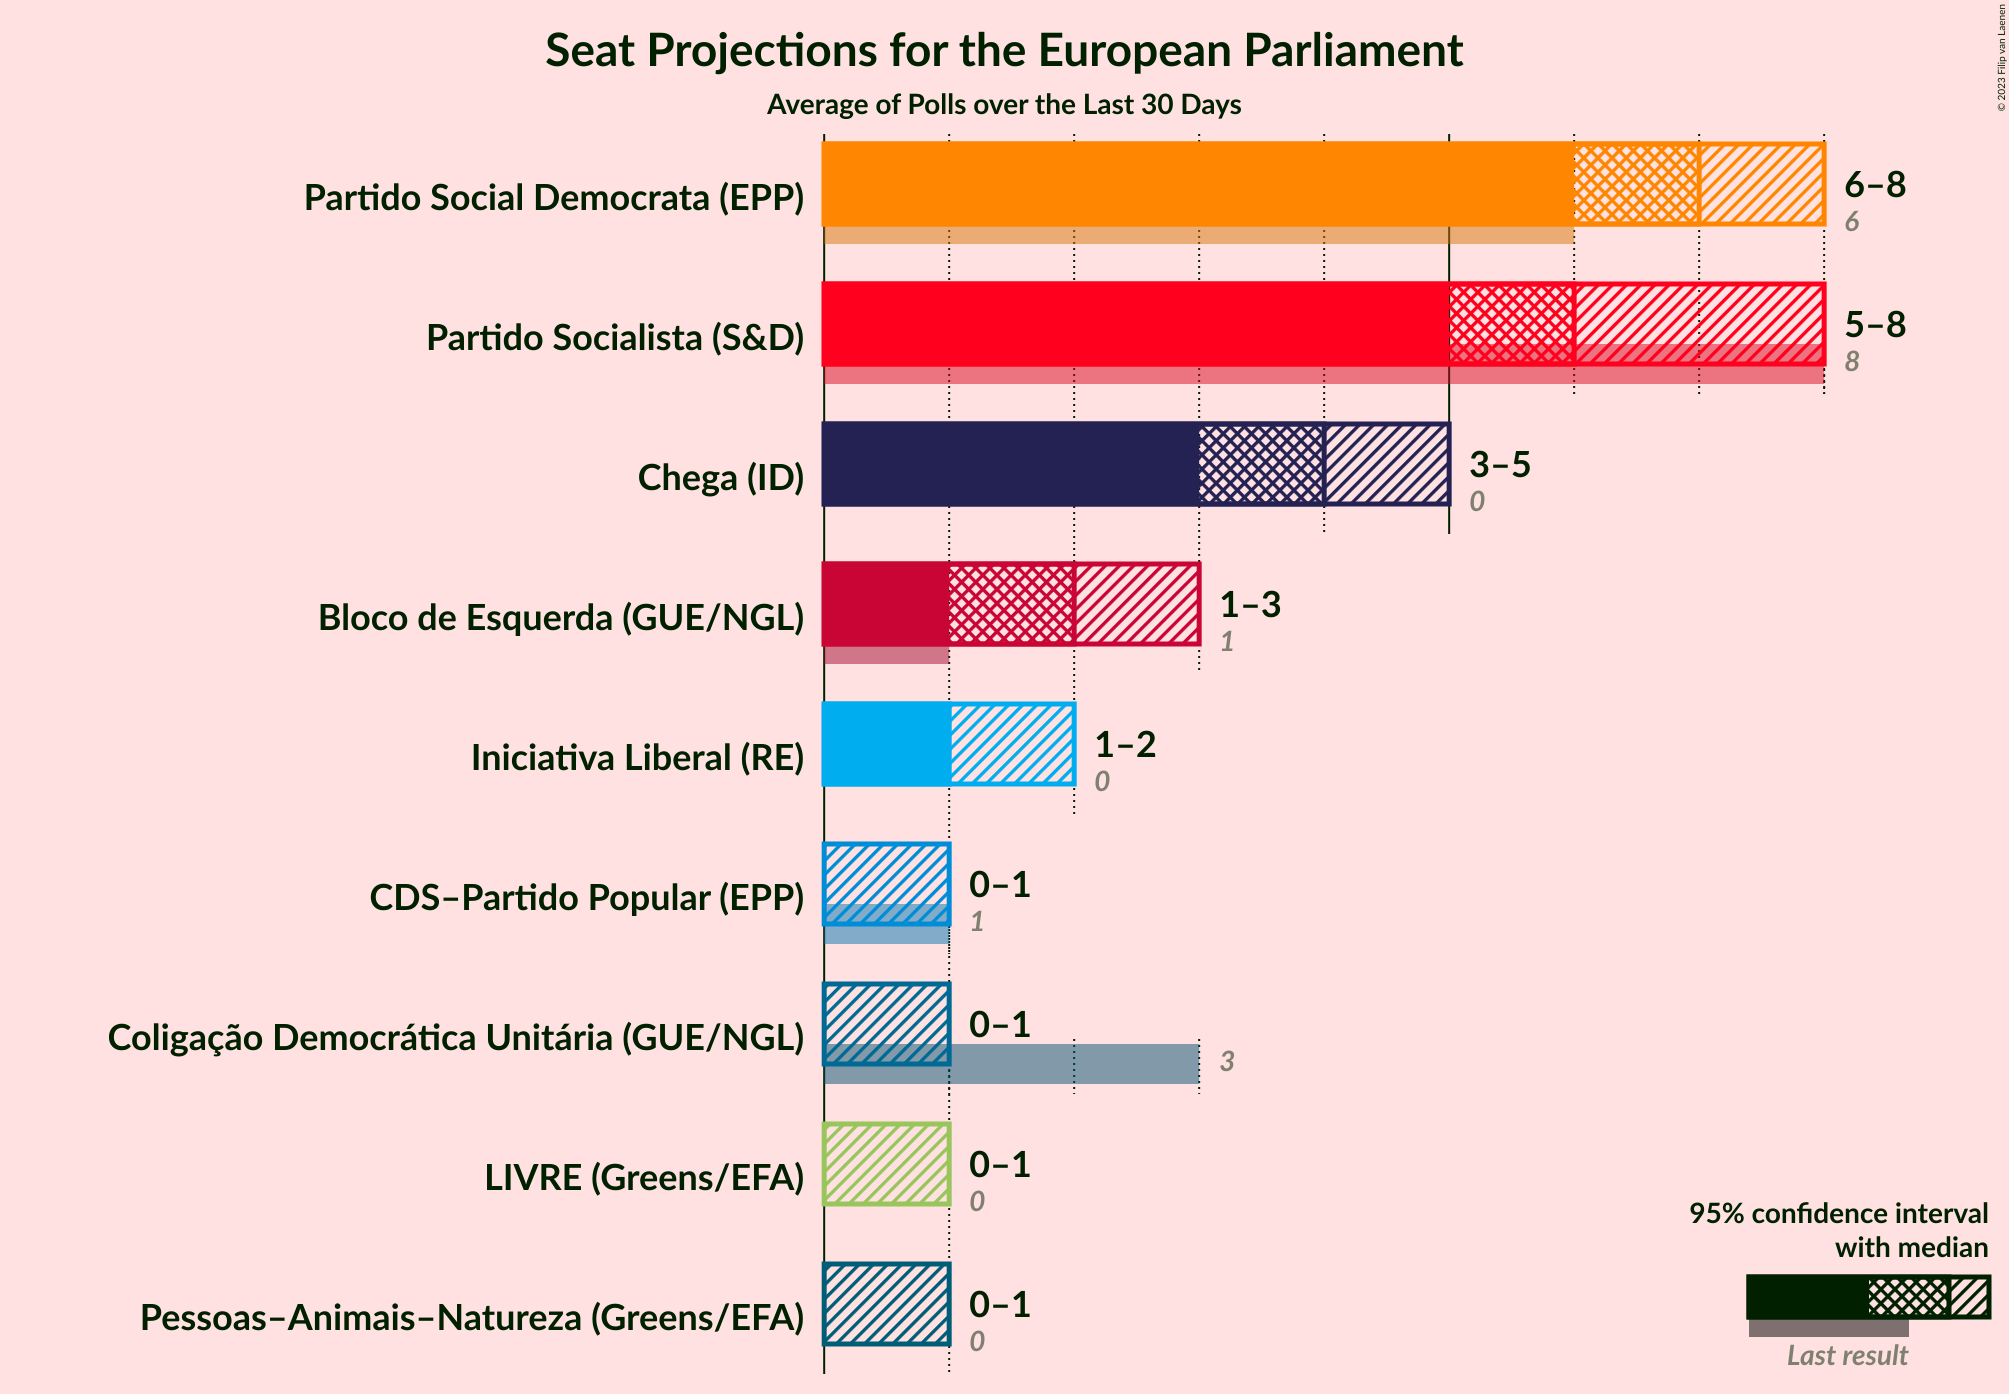 © 2023 Filip van Laenen
Seat Projections for the European Parliament
Average of Polls over the Last 30 Days
Partido Social Democrata (EPP)
6–8
6
Partido Socialista (S&D)
5–8
8
Chega (ID)
3–5
0
Bloco de Esquerda (GUE/NGL)
1–3
1
Iniciativa Liberal (RE)
1–2
0
CDS–Partido Popular (EPP)
0–1
1
Coligação Democrática Unitária (GUE/NGL)
0–1
3
LIVRE (Greens/EFA)
0–1
0
Pessoas–Animais–Natureza (Greens/EFA)
0–1
0
95% confidence interval
with median
Last result